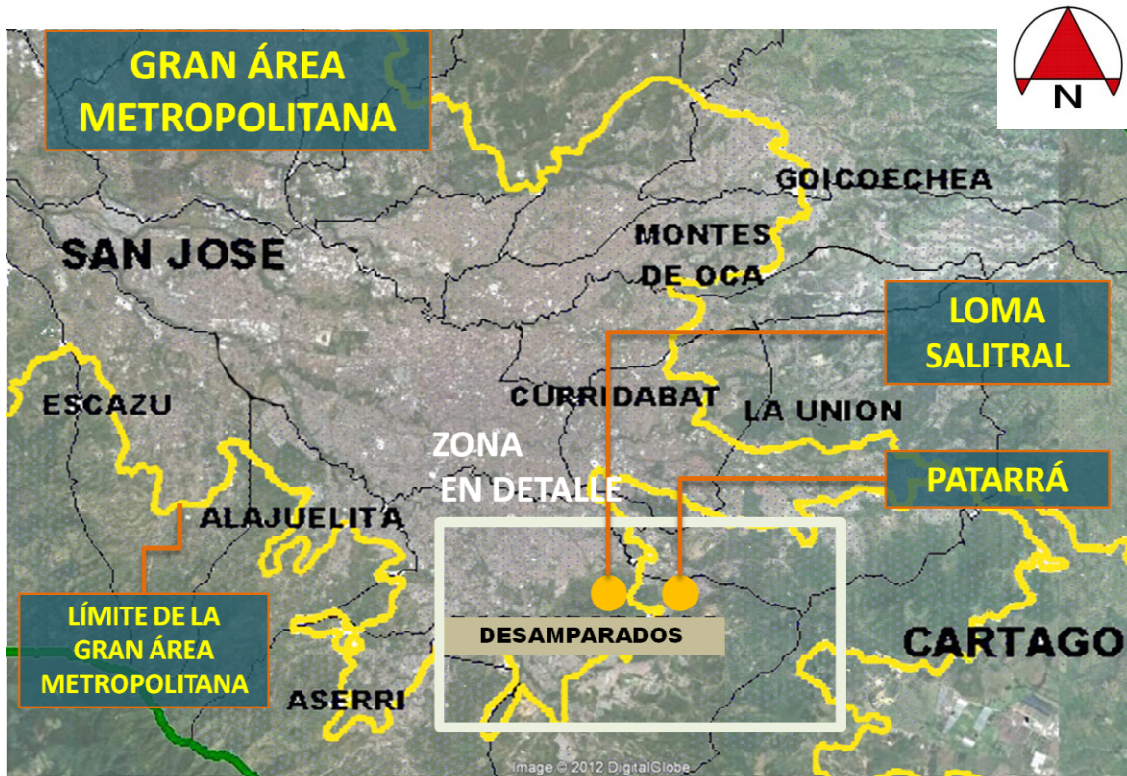 GRAN ÁREA
METROPOLITANA
N
GOICOECHEA
SAN JOSE
MONTES
DE OCA
LOMA
SALITRAL
ESCAZU
CURRIDABAT
LA UNION
ZONA
EN DETALLE
PATARRÁ
ALAJUELITA
LÍMITE DE LA
GRAN ÁREA
METROPOLITANA
DESAMPARADOS
CARTAGO
ASERRI
Image © 2012 DigitalGlobe